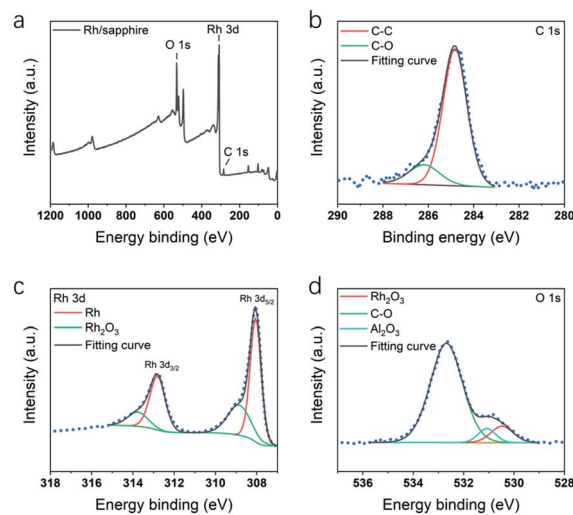 a
Rh/sapphire
O 1s
Rh 3d
C 1s
Intensity (a.u.)
1200 1000 800 600 400 200 0
Energy binding (eV)
b
C-C
C-O
Fitting curve
C 1s
Intensity (a.u.)
290 288 286 284 282 280
Binding energy (eV)
c
Rh 3d
Rh
Rh₂O₃
Fitting curve
Rh 3d₃/₂
Rh 3d₅/₂
Intensity (a.u.)
318 316 314 312 310 308
Energy binding (eV)
d
Rh₂O₃
C-O
Al₂O₃
Fitting curve
O 1s
Intensity (a.u.)
536 534 532 530 528
Energy binding (eV)